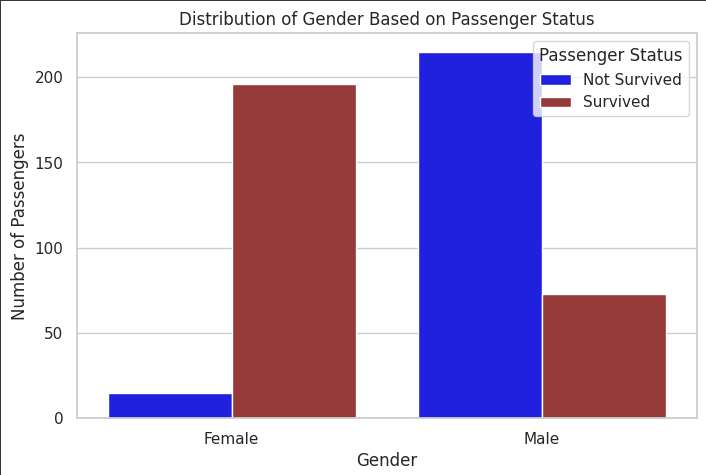 Distribution of Gender Based on Passenger Status
Passenger Status
Not Survived
Survived
Number of Passengers
200
150
100
50
0
Female
Male
Gender